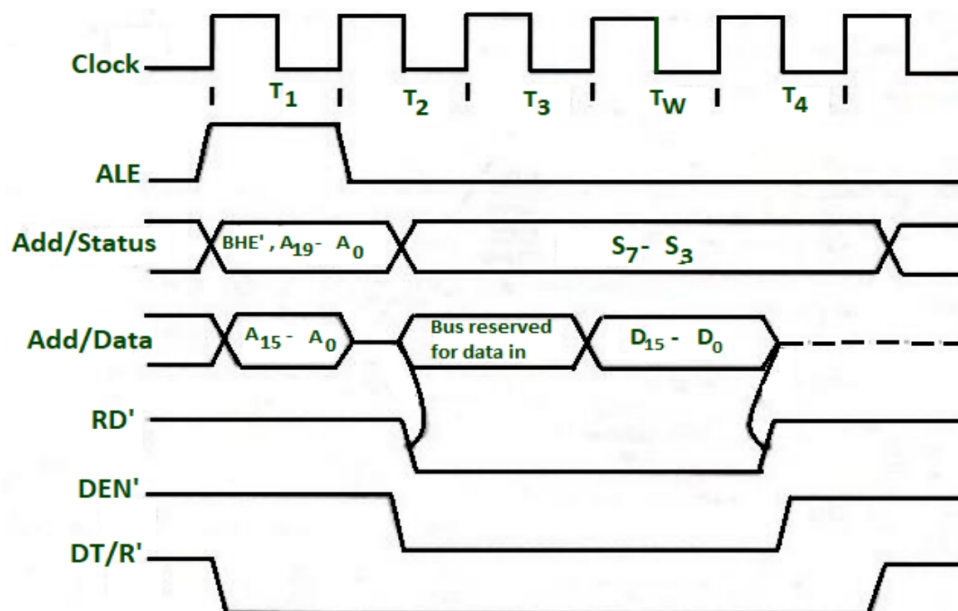 Clock
T1 T2 T3 TW T4
ALE
Add/Status BHE', A19- A0 S7- S3
Add/Data A15- A0 Bus reserved
for data in D15- D0
RD'
DEN'
DT/R'